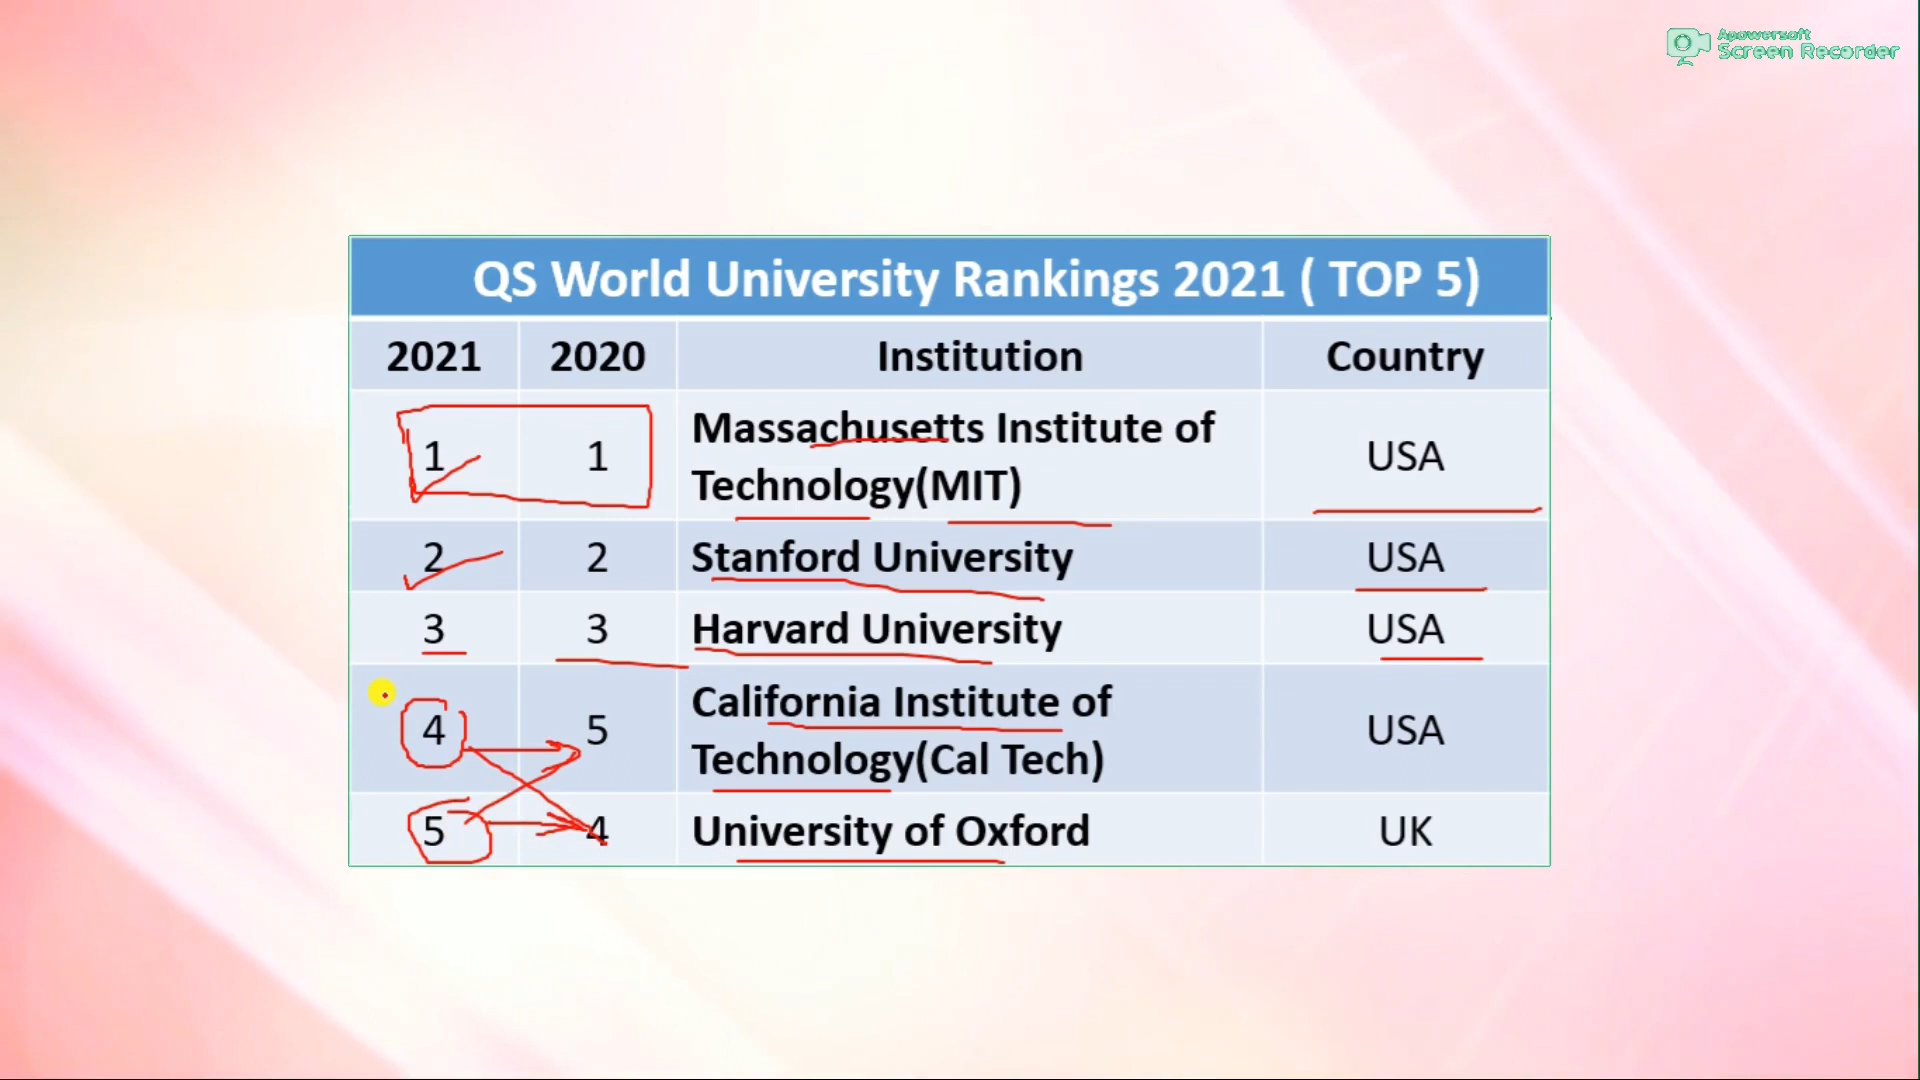 Apowersoft
Screen Recorder
QS World University Rankings 2021 ( TOP 5)
2021 2020 Institution Country
1 1 Massachusetts Institute of Technology(MIT) USA
2 2 Stanford University USA
3 3 Harvard University USA
4 5 California Institute of Technology(Cal Tech) USA
5 4 University of Oxford UK